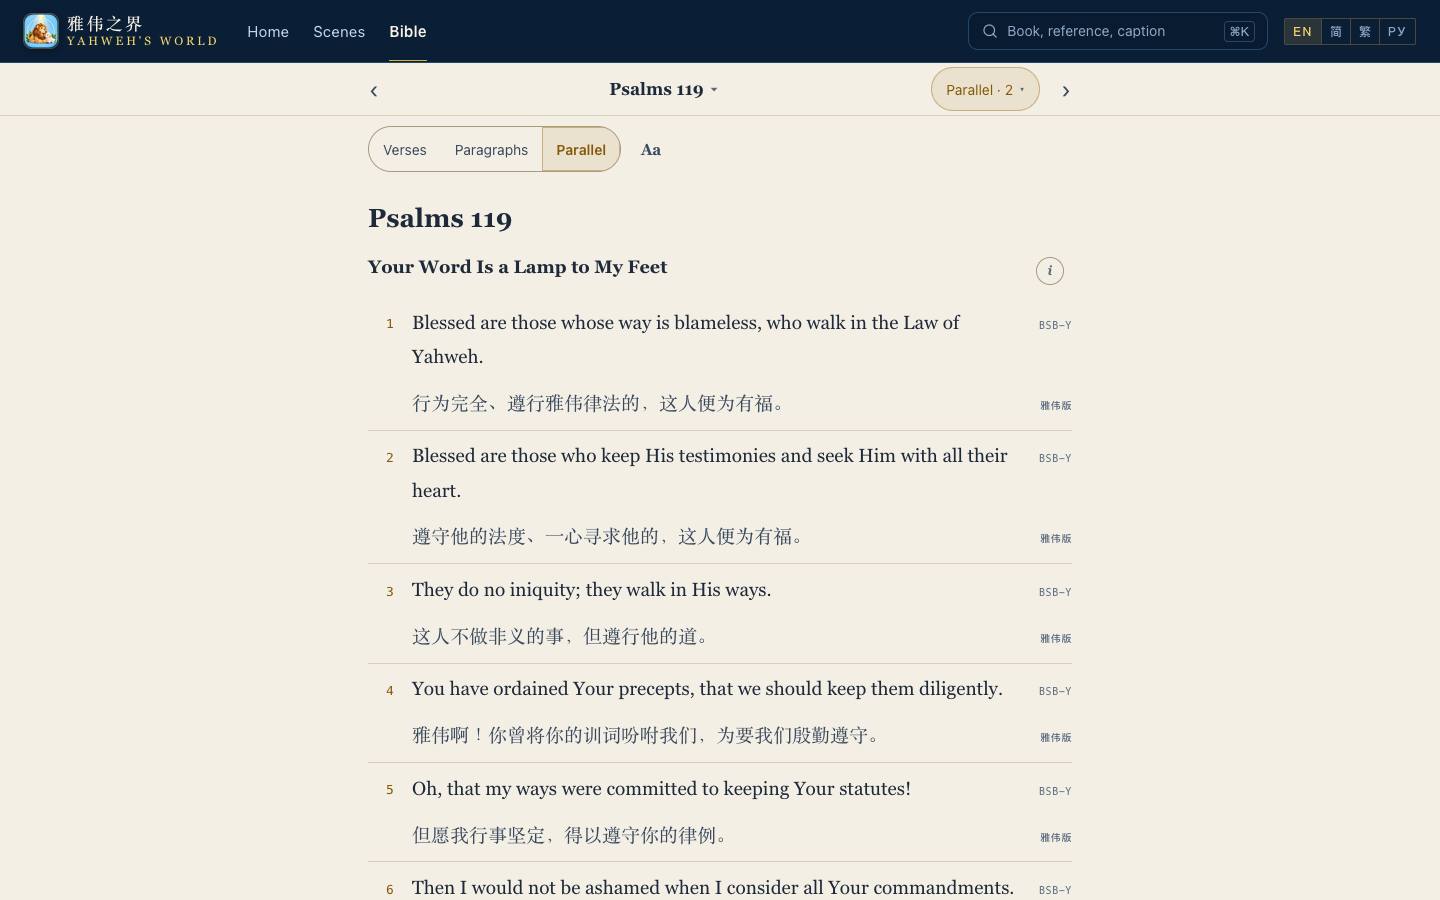 雅伟之界
YAHWEH'S WORLD
Home
Scenes
Bible
Book, reference, caption
⌘K
EN
简
繁
РУ
‹
Psalms 119
Parallel · 2
›
Verses
Paragraphs
Parallel
Aa
Psalms 119
Your Word Is a Lamp to My Feet
i
1 Blessed are those whose way is blameless, who walk in the Law of BSB-Y
Yahweh.
行为完全、遵行雅伟律法的，这人便为有福。 雅伟版
2 Blessed are those who keep His testimonies and seek Him with all their BSB-Y
heart.
遵守他的法度、一心寻求他的，这人便为有福。 雅伟版
3 They do no iniquity; they walk in His ways. BSB-Y
这人不做非义的事，但遵行他的道。 雅伟版
4 You have ordained Your precepts, that we should keep them diligently. BSB-Y
雅伟啊！你曾将你的训词吩咐我们，为要我们殷勤遵守。 雅伟版
5 Oh, that my ways were committed to keeping Your statutes! BSB-Y
但愿我行事坚定，得以遵守你的律例。 雅伟版
6 Then I would not be ashamed when I consider all Your commandments. BSB-Y